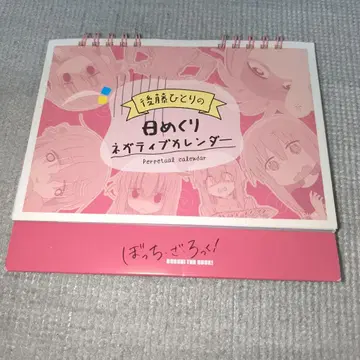 後藤ひとりの
日めくり
ネガティブカレンダー
Perpetual calendar
ぼっち・ざ・ろっく!
BOCCHI THE ROCK!